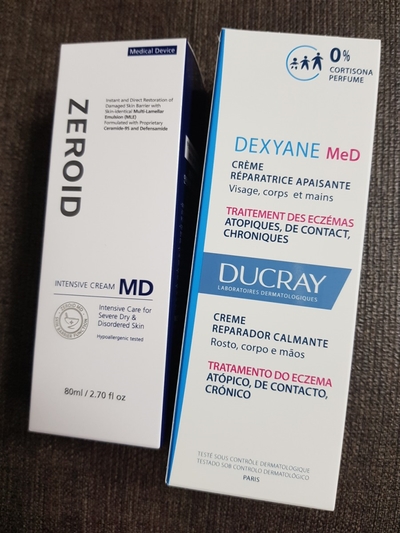 Medical Device
ZEROID
Instant and Direct Restoration of
Damaged Skin Barrier with
Skin-Identical Multi-Lamellar
Emulsion (MLE)
Formulated with Proprietary
Ceramide-9S and Defensamide
INTENSIVE CREAM MD
Intensive Care for
Severe Dry &
Disordered Skin
Hypoallergenic tested
80ml / 2.70 fl oz
0%
CORTISONA
PERFUME
DEXYANE MeD
CRÈME
RÉPARATRICE APAISANTE
Visage, corps et mains
TRAITEMENT DES ECZÉMAS
ATOPIQUES, DE CONTACT,
CHRONIQUES
DUCRAY
LABORATOIRES DERMATOLOGIQUES
CREME
REPARADOR CALMANTE
Rosto, corpo e mãos
TRATAMENTO DO ECZEMA
ATÓPICO, DE CONTACTO,
CRÓNICO
TESTÉ SOUS CONTRÔLE DERMATOLOGIQUE
TESTADO SOB CONTROLO DERMATOLÓGICO
PARIS